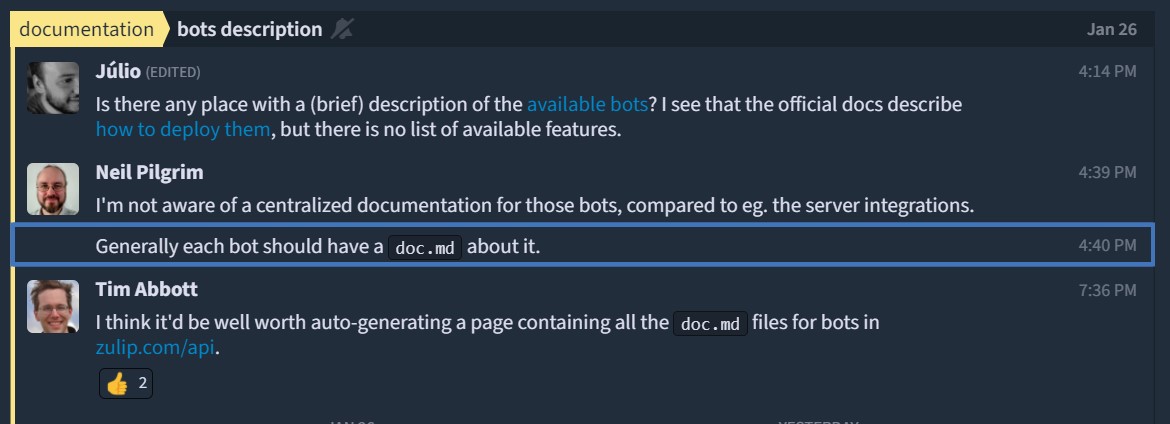 documentation bots description Jan 26
Júlio (EDITED) 4:14 PM
Is there any place with a (brief) description of the available bots? I see that the official docs describe
how to deploy them, but there is no list of available features.
Neil Pilgrim 4:39 PM
I'm not aware of a centralized documentation for those bots, compared to eg. the server integrations.
Generally each bot should have a doc.md about it. 4:40 PM
Tim Abbott 7:36 PM
I think it'd be well worth auto-generating a page containing all the doc.md files for bots in
zulip.com/api.
👍 2